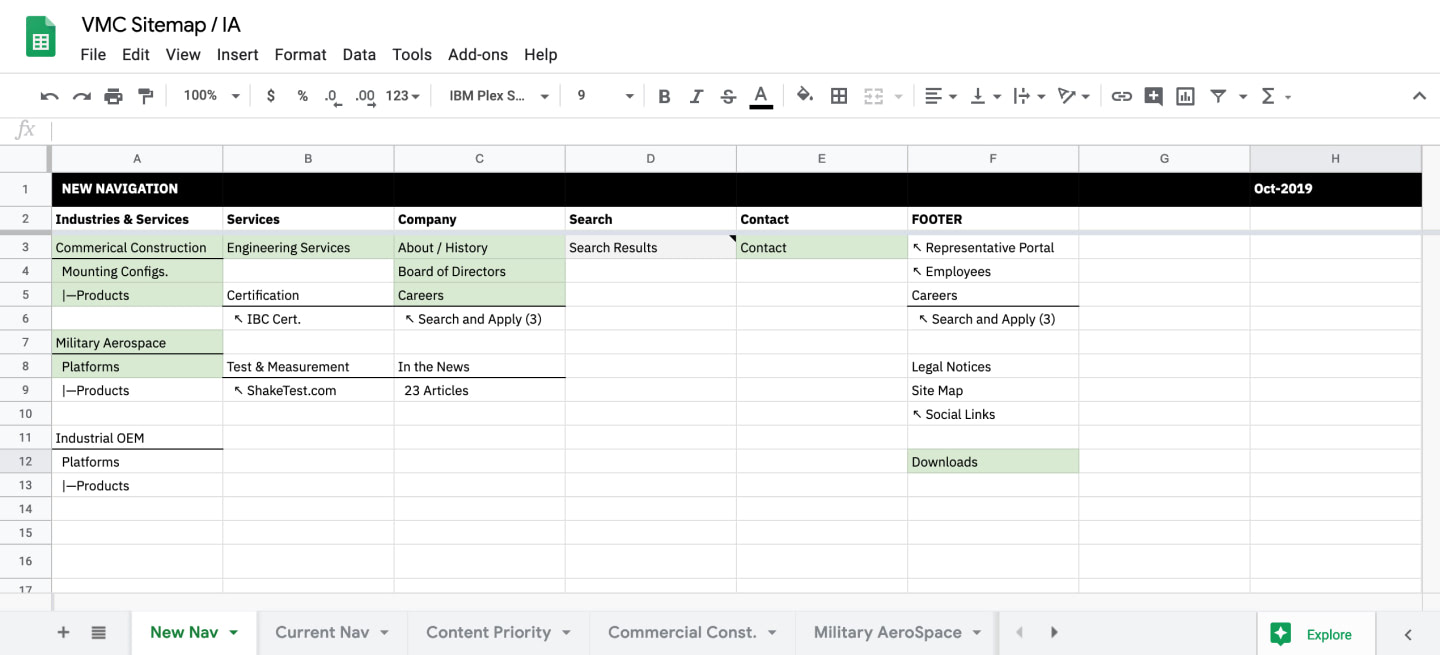 VMC Sitemap / IA
File Edit View Insert Format Data Tools Add-ons Help
100% $ % .0 .00 123 IBM Plex S... 9 B I S A Σ
fx
A B C D E F G H
1 NEW NAVIGATION Oct-2019
2 Industries & Services Services Company Search Contact FOOTER
3 Commerical Construction Engineering Services About / History Search Results Contact ↖ Representative Portal
4 Mounting Configs. Board of Directors ↖ Employees
5 |—Products Certification Careers Careers
6 ↖ IBC Cert. ↖ Search and Apply (3) ↖ Search and Apply (3)
7 Military Aerospace
8 Platforms Test & Measurement In the News Legal Notices
9 |—Products ↖ ShakeTest.com 23 Articles Site Map
10 ↖ Social Links
11 Industrial OEM
12 Platforms Downloads
13 |—Products
14
15
16
17
+ New Nav Current Nav Content Priority Commercial Const. Military AeroSpace Explore